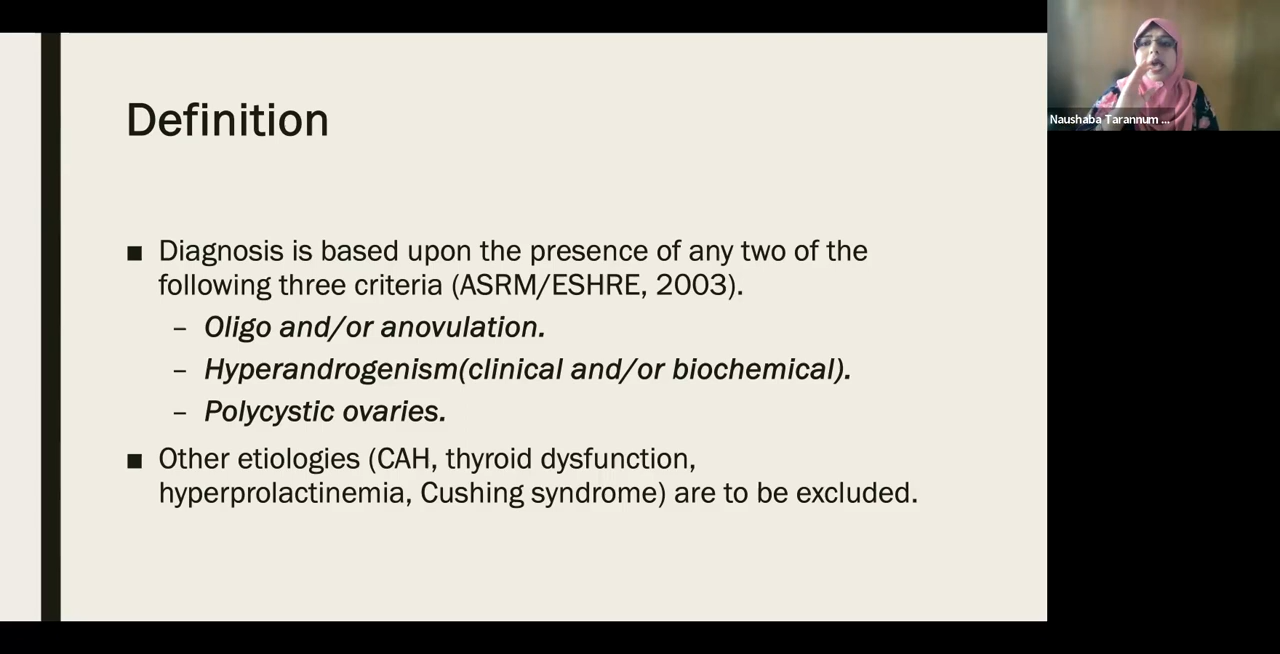 Definition
■ Diagnosis is based upon the presence of any two of the
following three criteria (ASRM/ESHRE, 2003).
– Oligo and/or anovulation.
– Hyperandrogenism(clinical and/or biochemical).
– Polycystic ovaries.
■ Other etiologies (CAH, thyroid dysfunction,
hyperprolactinemia, Cushing syndrome) are to be excluded.
Naushaba Tarannum ...